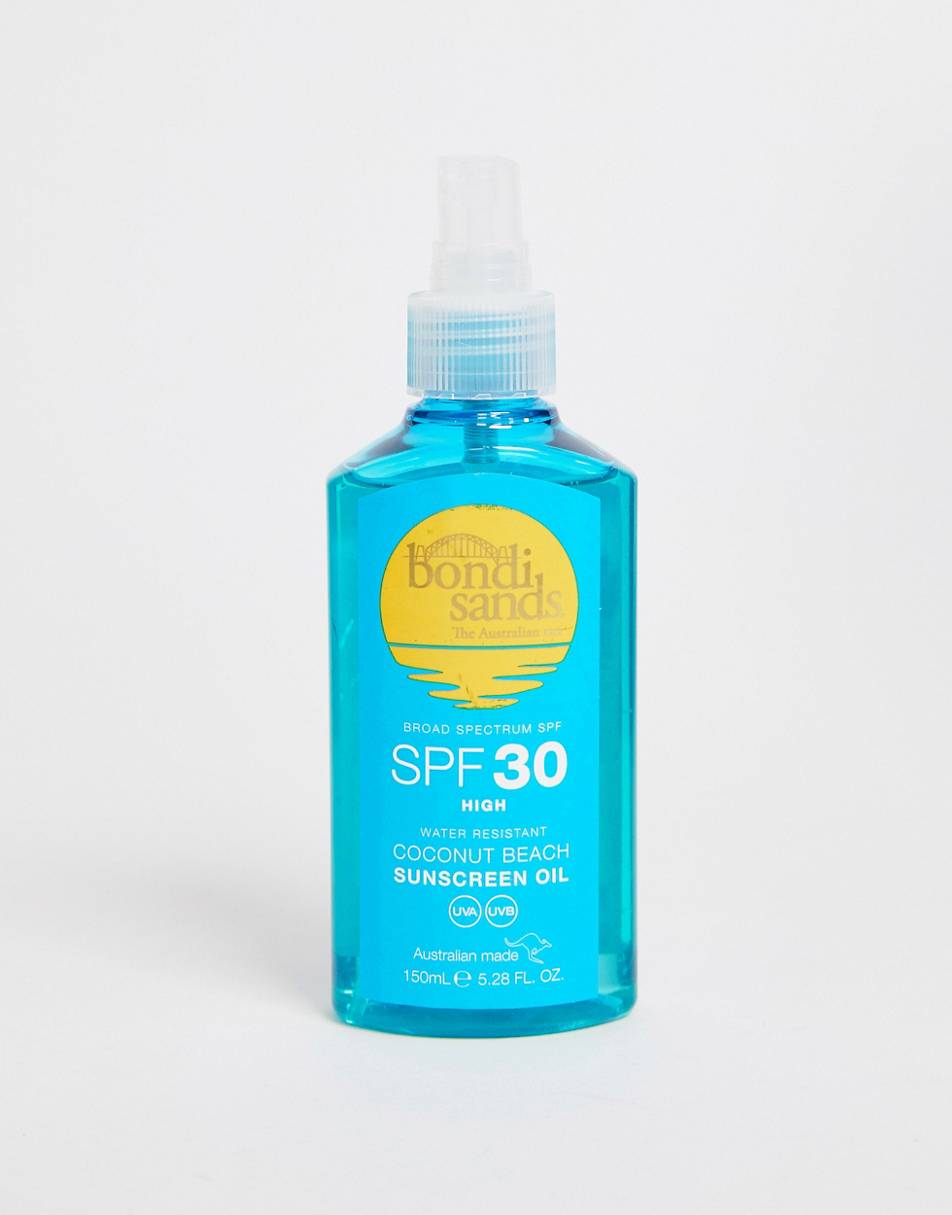 bondi
sands
The Australian
BROAD SPECTRUM SPF
SPF 30
HIGH
WATER RESISTANT
COCONUT BEACH
SUNSCREEN OIL
UVA UVB
Australian made
150mL ℮ 5.28 FL. OZ.